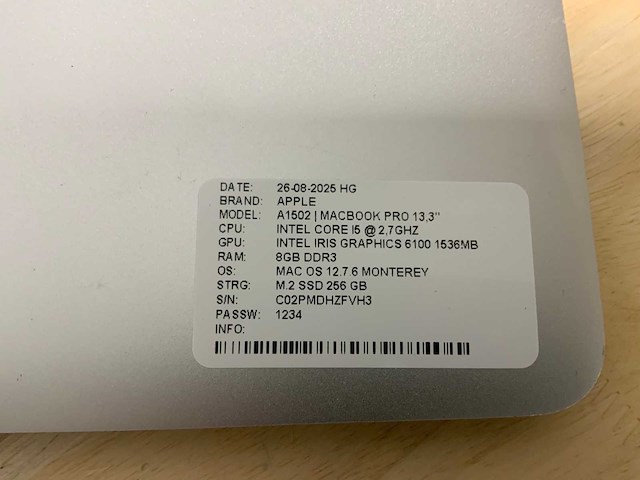 DATE: 26-08-2025 HG
BRAND: APPLE
MODEL: A1502 | MACBOOK PRO 13,3"
CPU: INTEL CORE I5 @ 2,7GHZ
GPU: INTEL IRIS GRAPHICS 6100 1536MB
RAM: 8GB DDR3
OS: MAC OS 12.7 6 MONTEREY
STRG: M.2 SSD 256 GB
S/N: C02PMDHZFVH3
PASSW: 1234
INFO: